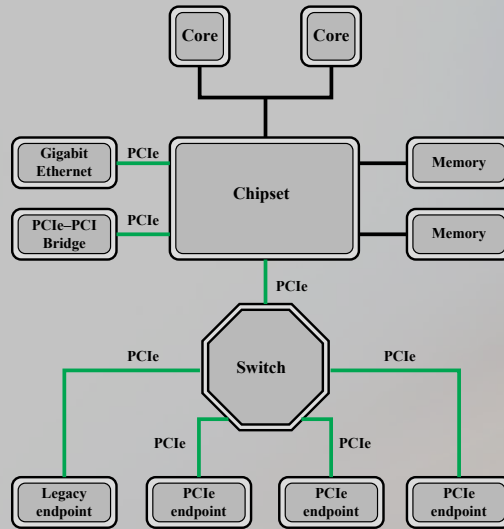 Core
Core
PCIe
Gigabit
Ethernet
Memory
Chipset
PCIe
PCIe–PCI
Bridge
Memory
PCIe
PCIe
Switch
PCIe
PCIe
PCIe
Legacy
endpoint
PCIe
endpoint
PCIe
endpoint
PCIe
endpoint